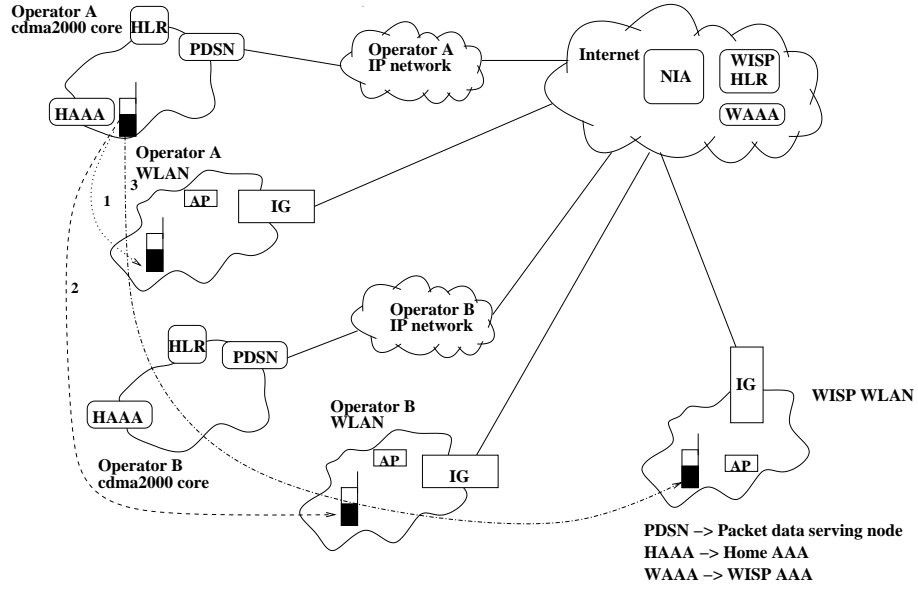 Operator A
cdma2000 core
HLR
PDSN
HAAA
Operator A
IP network
Internet
NIA
WISP
HLR
WAAA
Operator A
WLAN
1
3
AP
IG
2
Operator B
IP network
HLR
PDSN
HAAA
Operator B
cdma2000 core
Operator B
WLAN
AP
IG
IG
WISP WLAN
AP
PDSN −> Packet data serving node
HAAA −> Home AAA
WAAA −> WISP AAA